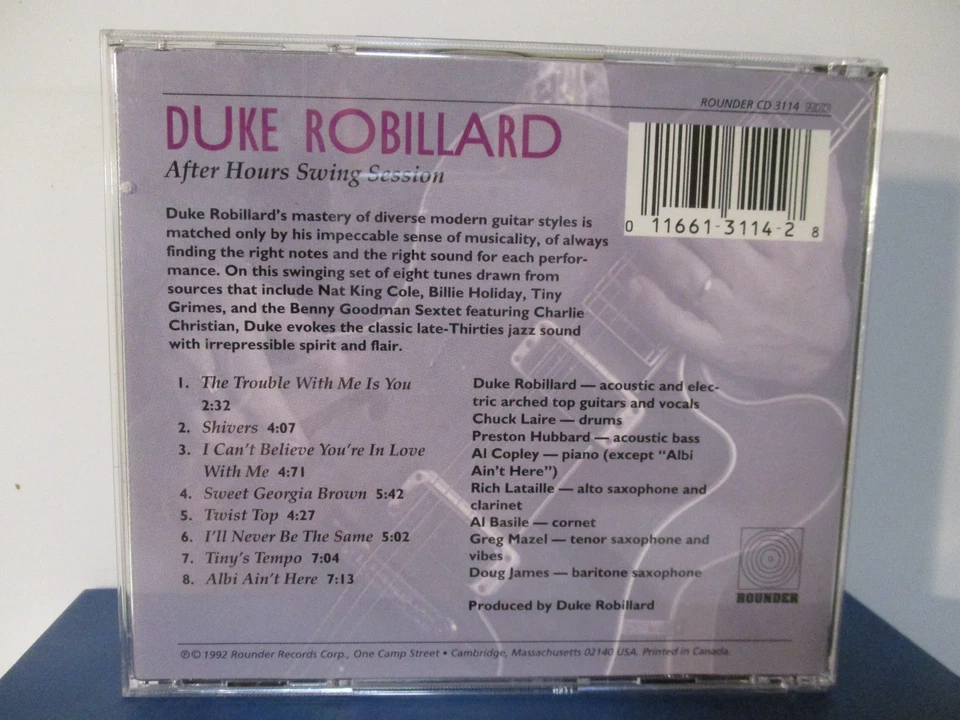 ROUNDER CD 3114
DUKE ROBILLARD
After Hours Swing Session
0 11661-3114-2 8
Duke Robillard's mastery of diverse modern guitar styles is
matched only by his impeccable sense of musicality, of always
finding the right notes and the right sound for each perfor-
mance. On this swinging set of eight tunes drawn from
sources that include Nat King Cole, Billie Holiday, Tiny
Grimes, and the Benny Goodman Sextet featuring Charlie
Christian, Duke evokes the classic late-Thirties jazz sound
with irrepressible spirit and flair.
1. The Trouble With Me Is You
2:32
2. Shivers 4:07
3. I Can't Believe You're In Love
With Me 4:71
4. Sweet Georgia Brown 5:42
5. Twist Top 4:27
6. I'll Never Be The Same 5:02
7. Tiny's Tempo 7:04
8. Albi Ain't Here 7:13
Duke Robillard — acoustic and elec-
tric arched top guitars and vocals
Chuck Laire — drums
Preston Hubbard — acoustic bass
Al Copley — piano (except "Albi
Ain't Here")
Rich Lataille — alto saxophone and
clarinet
Al Basile — cornet
Greg Mazel — tenor saxophone and
vibes
Doug James — baritone saxophone
Produced by Duke Robillard
ROUNDER
℗© 1992 Rounder Records Corp., One Camp Street • Cambridge, Massachusetts 02140 USA. Printed in Canada.